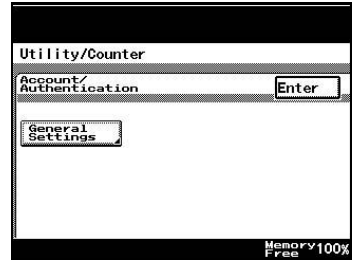 Utility/Counter
Account/
Authentication
Enter
General
Settings
Memory
Free 100%